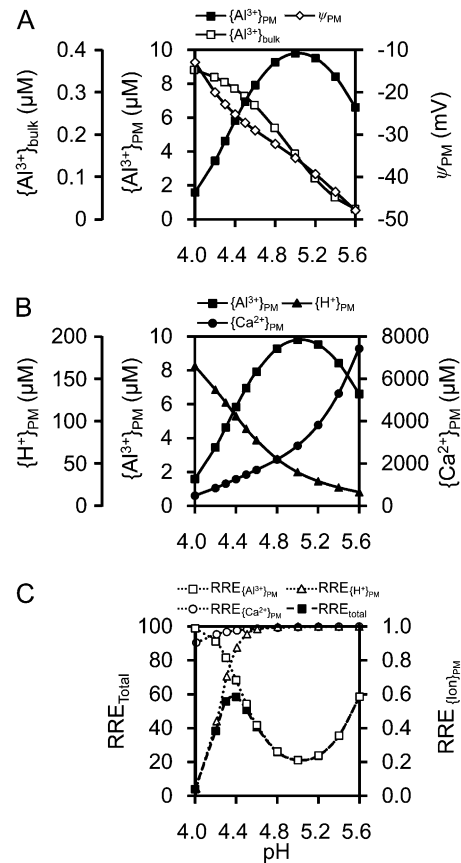 A
{Al³⁺}PM ψPM
{Al³⁺}bulk
{Al³⁺}bulk (µM)
0.4
0.3
0.2
0.1
0
{Al³⁺}PM (µM)
10
8
6
4
2
0
-10
-20
-30
-40
-50
ψPM (mV)
4.0 4.4 4.8 5.2 5.6
B
{Al³⁺}PM {H⁺}PM
{Ca²⁺}PM
{H⁺}PM (µM)
200
150
100
50
0
{Al³⁺}PM (µM)
10
8
6
4
2
0
8000
6000
4000
2000
0
{Ca²⁺}PM (µM)
4.0 4.4 4.8 5.2 5.6
C
RRE{Al³⁺}PM RRE{H⁺}PM
RRE{Ca²⁺}PM RREtotal
RRETotal
100
80
60
40
20
0
1.0
0.8
0.6
0.4
0.2
0.0
RRE{Ion}PM
4.0 4.4 4.8 5.2 5.6
pH